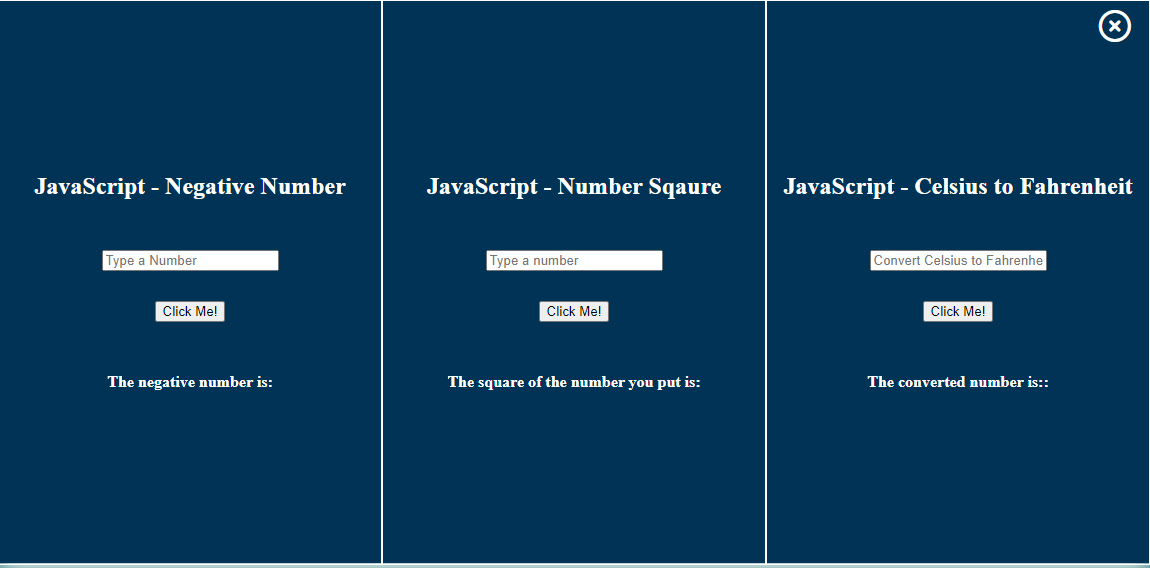 JavaScript - Negative Number
Type a Number
Click Me!
The negative number is:
JavaScript - Number Sqaure
Type a number
Click Me!
The square of the number you put is:
JavaScript - Celsius to Fahrenheit
Convert Celsius to Fahrenhe
Click Me!
The converted number is::